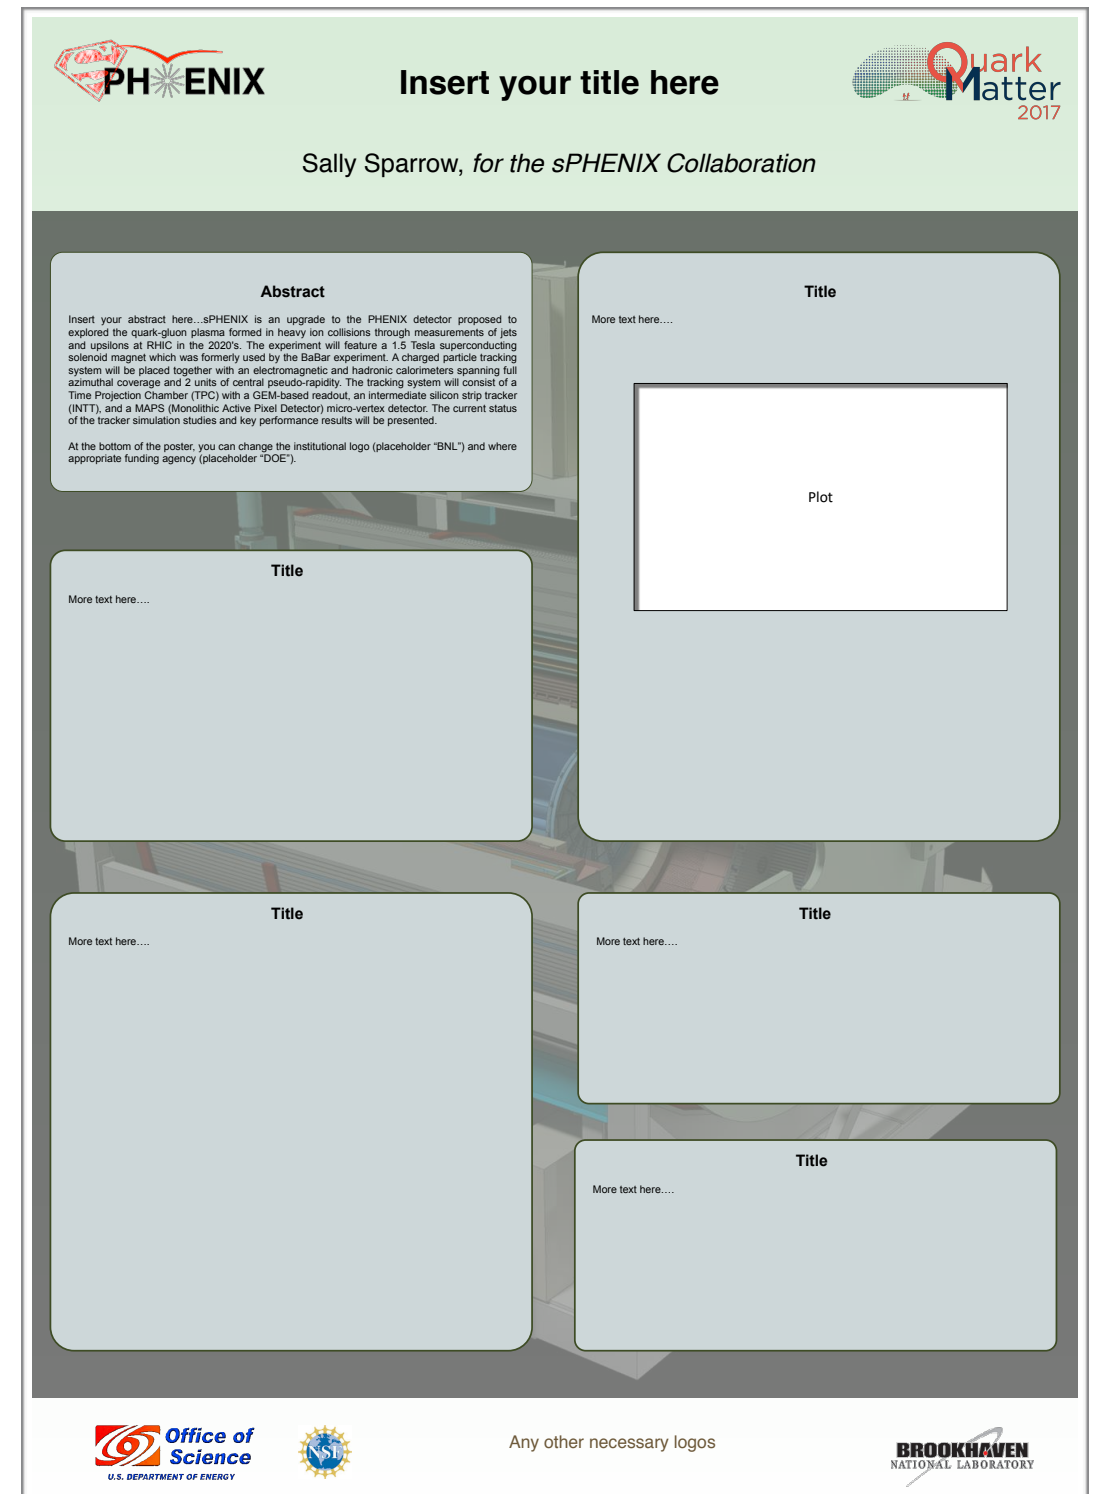 PH ENIX
Insert your title here
Quark
Matter
2017
Sally Sparrow, for the sPHENIX Collaboration
Abstract
Insert your abstract here…sPHENIX is an upgrade to the PHENIX detector proposed to
explored the quark-gluon plasma formed in heavy ion collisions through measurements of jets
and upsilons at RHIC in the 2020's. The experiment will feature a 1.5 Tesla superconducting
solenoid magnet which was formerly used by the BaBar experiment. A charged particle tracking
system will be placed together with an electromagnetic and hadronic calorimeters spanning full
azimuthal coverage and 2 units of central pseudo-rapidity. The tracking system will consist of a
Time Projection Chamber (TPC) with a GEM-based readout, an intermediate silicon strip tracker
(INTT), and a MAPS (Monolithic Active Pixel Detector) micro-vertex detector. The current status
of the tracker simulation studies and key performance results will be presented.
At the bottom of the poster, you can change the institutional logo (placeholder “BNL”) and where
appropriate funding agency (placeholder “DOE”).
Title
More text here….
Title
More text here….
Title
More text here….
Plot
Title
More text here….
Title
More text here….
Office of
Science
U.S. DEPARTMENT OF ENERGY
NSF
Any other necessary logos
BROOKHAVEN
NATIONAL LABORATORY